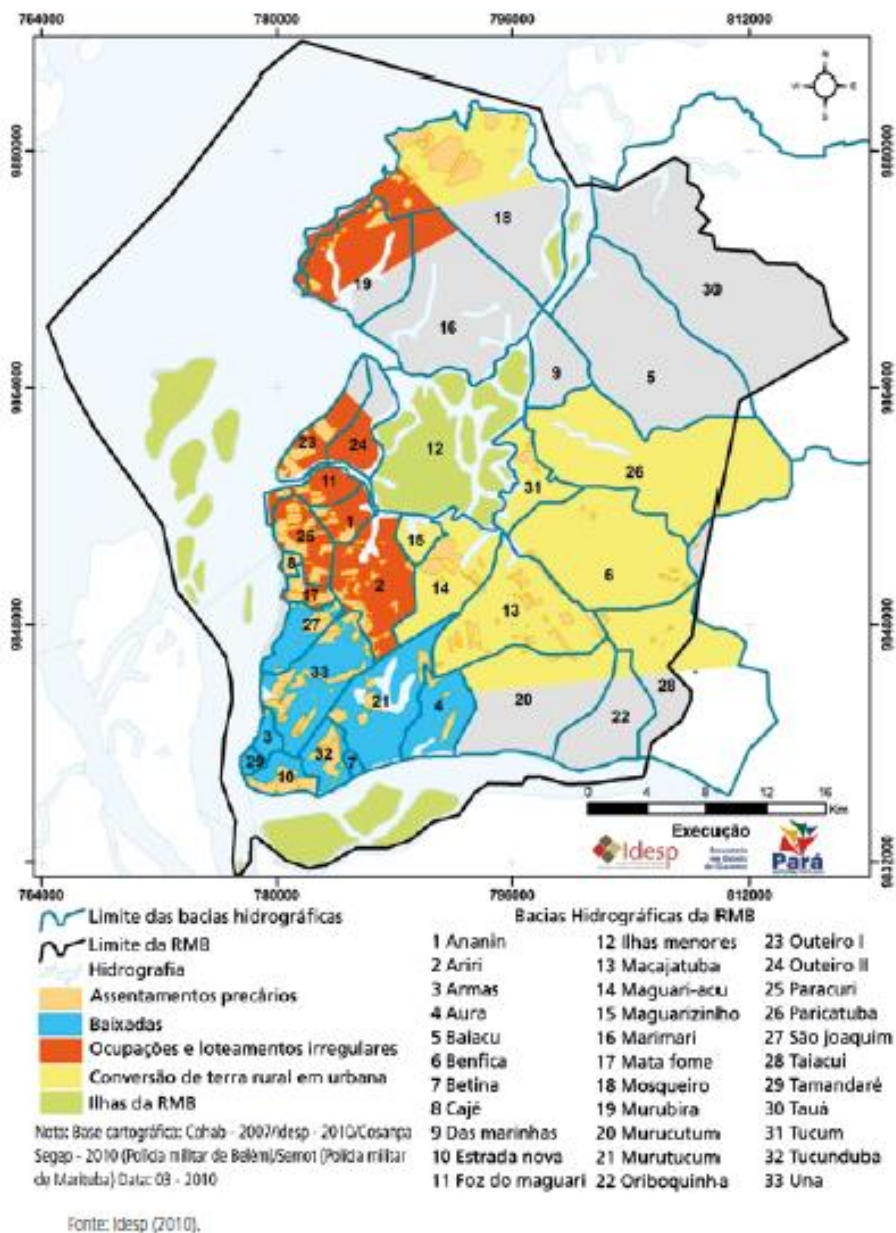 764000 780000 796000 812000
9880000 9880000
9864000
9848000
9832000
N
E
S
18
19
30
16
9
5
23
24
12
26
11
31
1
25
15
8
2
6
14
17
13
27
33
21
28
4
20
22
3
29
32
7
10
0 4 8 12 16
Km
Execução
Idesp
Pará
764000 780000 796000 812000
Limite das bacias hidrográficas
Limite da RMB
Hidrografia
Assentamentos precários
Baixadas
Ocupações e loteamentos irregulares
Conversão de terra rural em urbana
Ilhas da RMB
Nota: Base cartográfica: Cohab - 2007/Idesp - 2010/Cosanpa
Segep - 2010 (Polícia militar de Belém)/Semot (Polícia militar
de Marituba) Data: 03 - 2010
Bacias Hidrográficas da RMB
1 Ananin
2 Ariri
3 Armas
4 Aura
5 Baiacu
6 Benfica
7 Betina
8 Cajé
9 Das marinhas
10 Estrada nova
11 Foz do maguari
12 Ilhas menores
13 Macajatuba
14 Maguari-acu
15 Maguarizinho
16 Marimari
17 Mata fome
18 Mosqueiro
19 Murubira
20 Murucutum
21 Murutucum
22 Oriboquinha
23 Outeiro I
24 Outeiro II
25 Paracuri
26 Paricatuba
27 São joaquim
28 Taiacui
29 Tamandaré
30 Tauá
31 Tucum
32 Tucunduba
33 Una
Fonte: Idesp (2010).